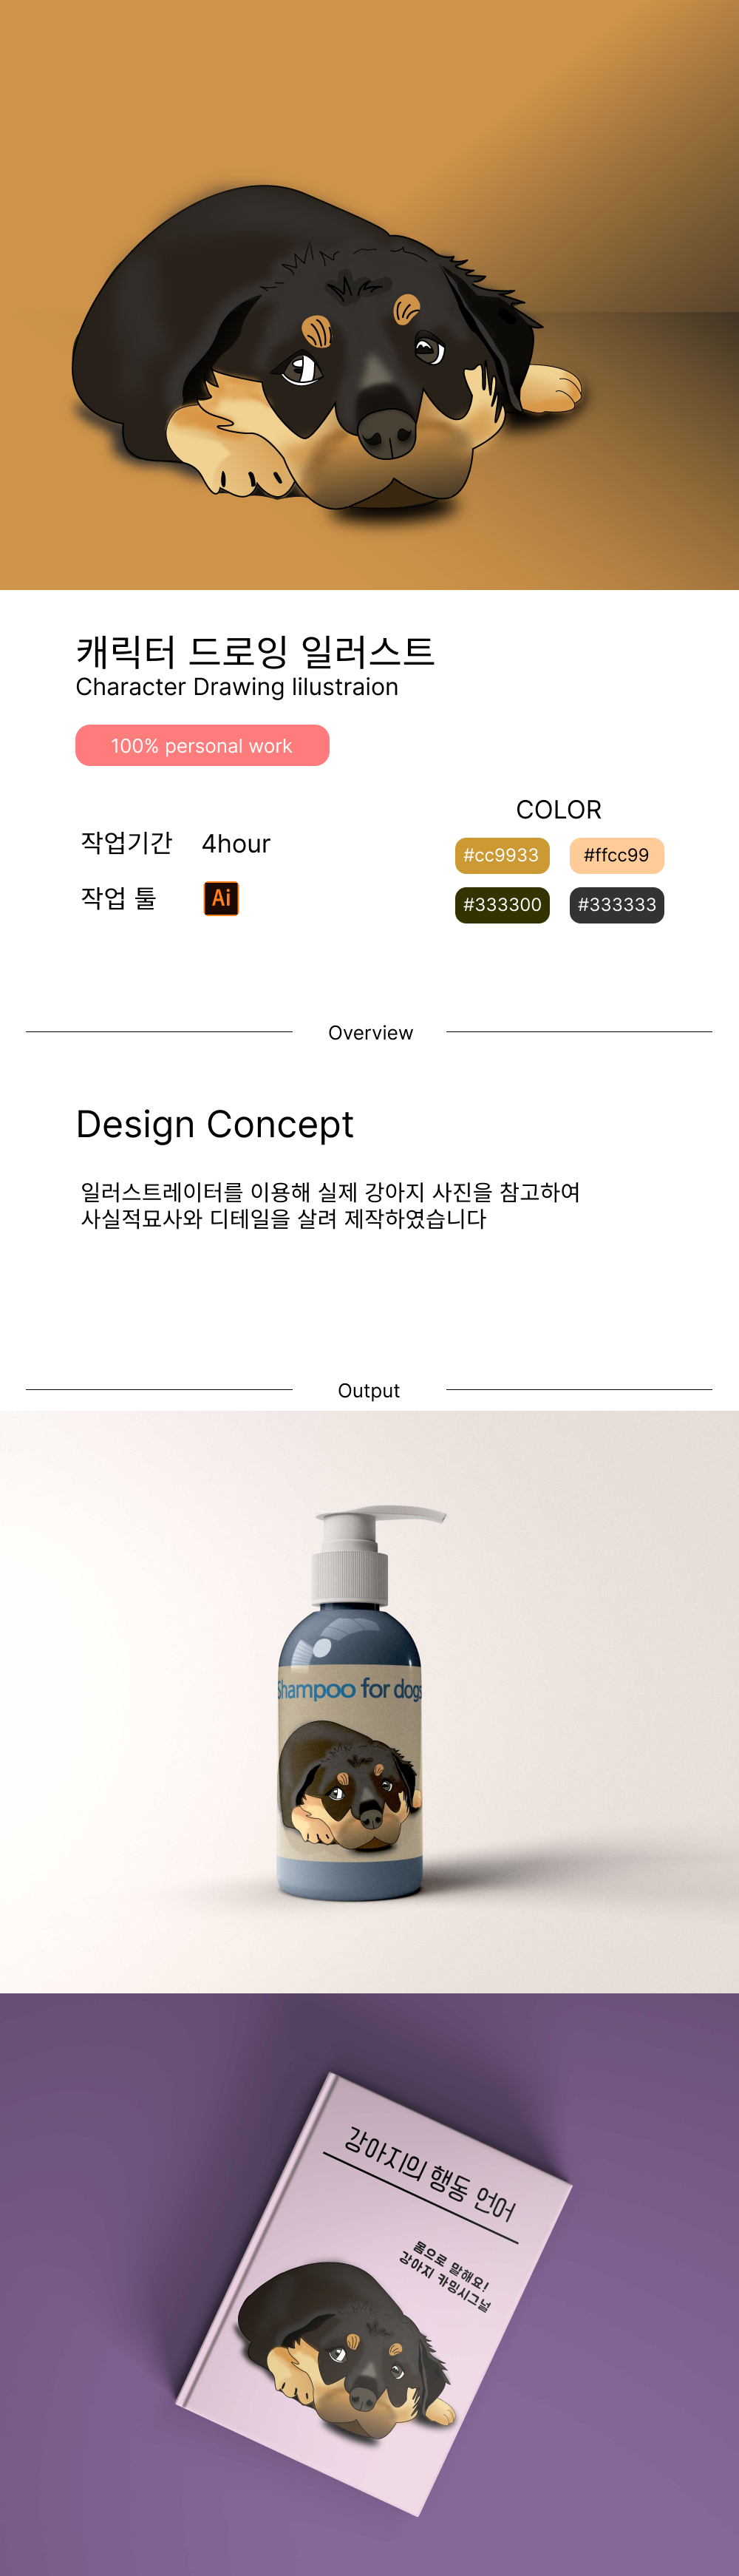 캐릭터 드로잉 일러스트
Character Drawing lilustraion
100% personal work
작업기간 4hour
작업 툴 Ai
COLOR
#cc9933 #ffcc99
#333300 #333333
Overview
Design Concept
일러스트레이터를 이용해 실제 강아지 사진을 참고하여
사실적묘사와 디테일을 살려 제작하였습니다
Output
Shampoo for dogs
강아지의 행동 언어
몸으로 말해요!
강아지 카밍시그널